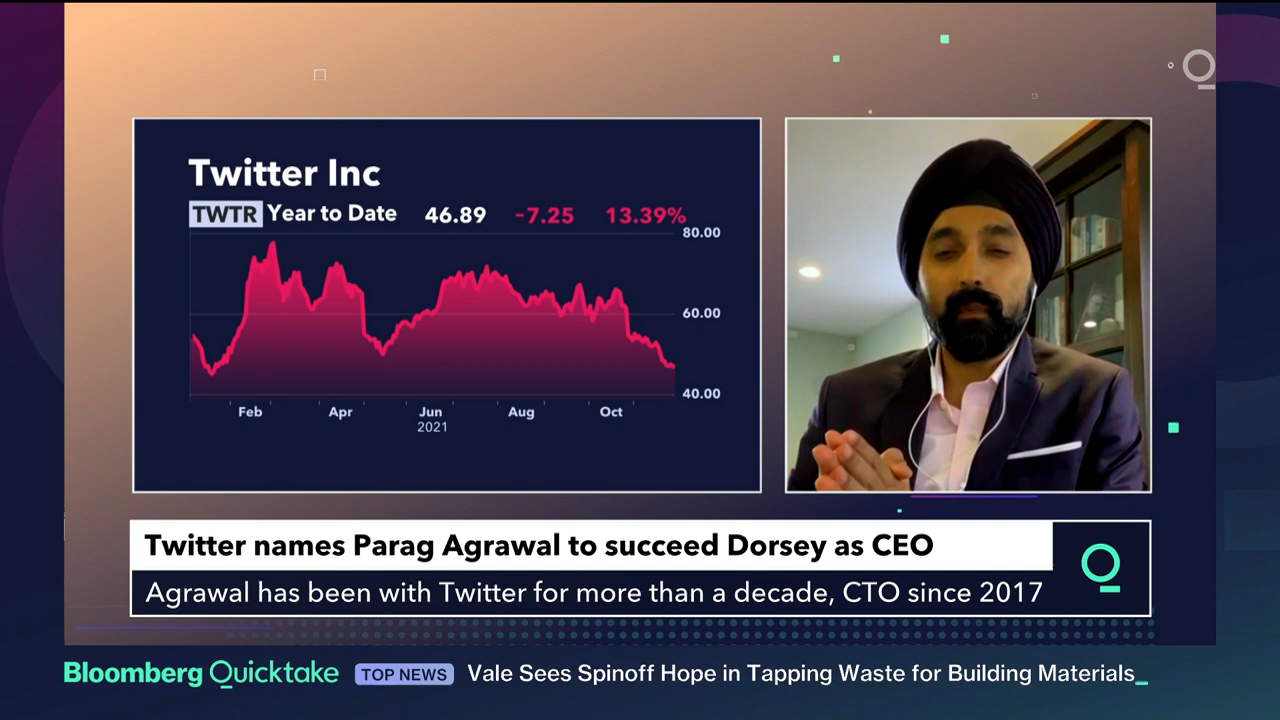 Twitter Inc
TWTR Year to Date 46.89 -7.25 13.39%
80.00
60.00
40.00
Feb Apr Jun Aug Oct
2021
Twitter names Parag Agrawal to succeed Dorsey as CEO
Agrawal has been with Twitter for more than a decade, CTO since 2017
Bloomberg Quicktake TOP NEWS Vale Sees Spinoff Hope in Tapping Waste for Building Materials_